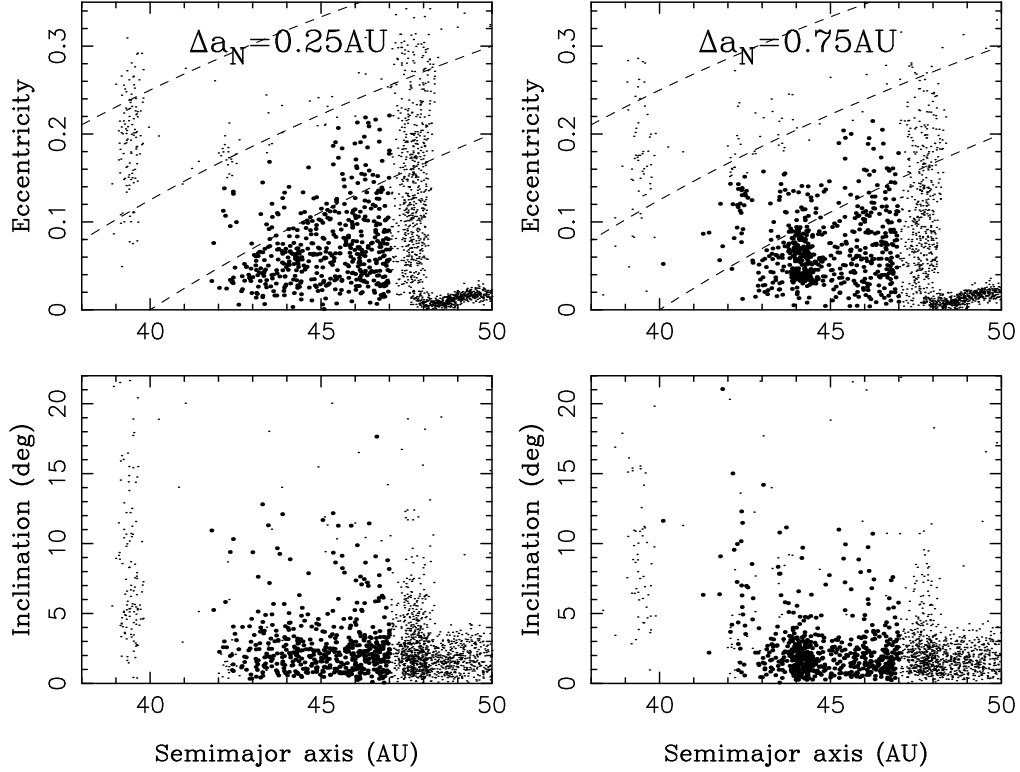 Δa_N=0.25AU
Δa_N=0.75AU
Ecccentricity
0 0.1 0.2 0.3
40 45 50
Eccentricity
0 0.1 0.2 0.3
40 45 50
Inclination (deg)
0 5 10 15 20
40 45 50
Semimajor axis (AU)
Inclination (deg)
0 5 10 15 20
40 45 50
Semimajor axis (AU)